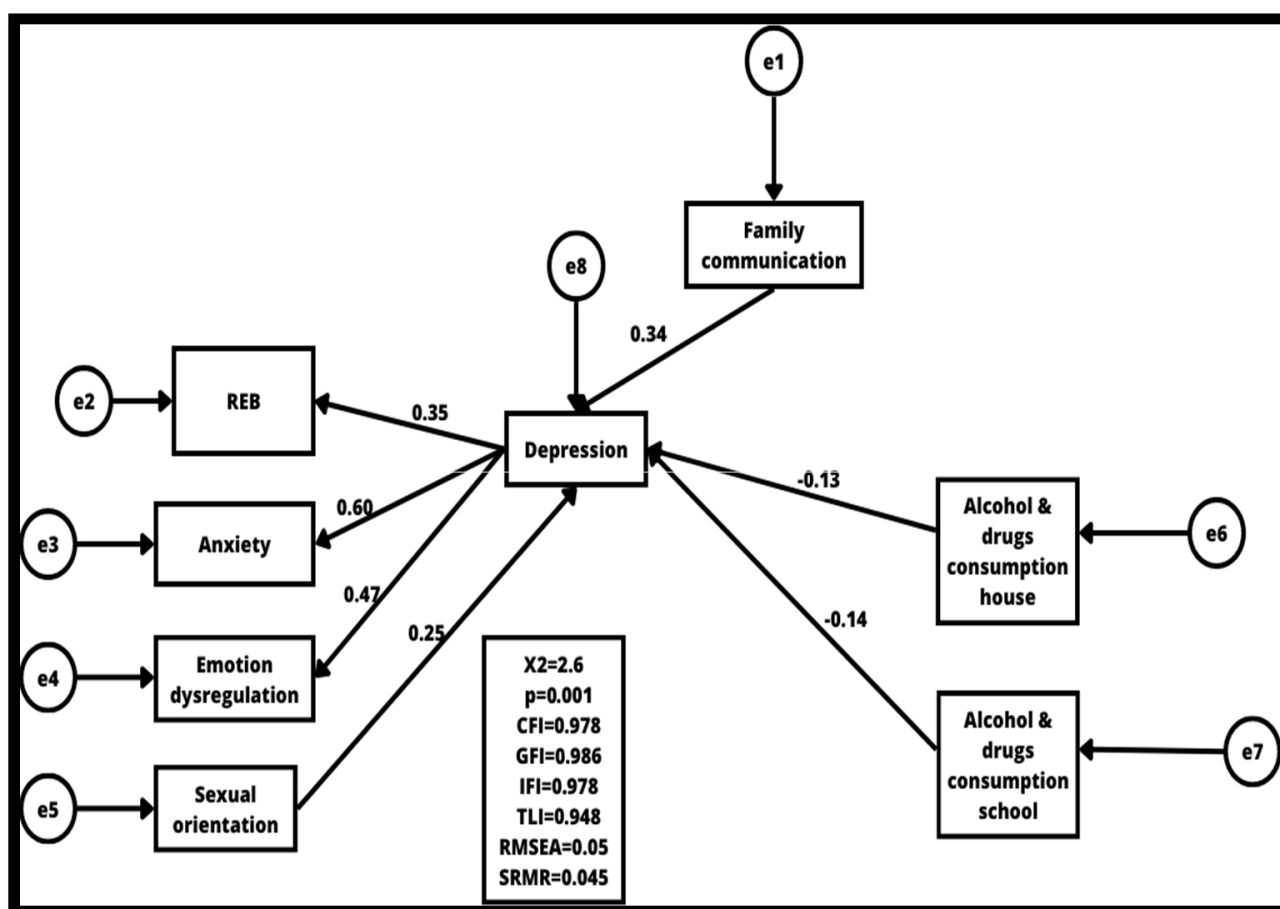 e1
Family
communication
e8
0.34
e2
REB
0.35
Depression
-0.13
Alcohol &
drugs
consumption
house
e6
e3
Anxiety
0.60
0.47
e4
Emotion
dysregulation
0.25
-0.14
e5
Sexual
orientation
X2=2.6
p=0.001
CFI=0.978
GFI=0.986
IFI=0.978
TLI=0.948
RMSEA=0.05
SRMR=0.045
Alcohol &
drugs
consumption
school
e7